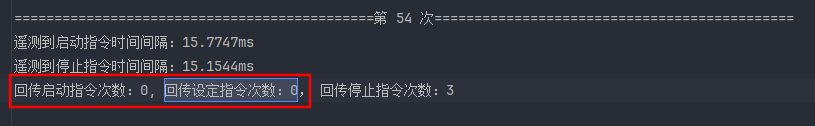 =============================================第 54 次=============================================
遥测到启动指令时间间隔：15.7747ms
遥测到停止指令时间间隔：15.1544ms
回传启动指令次数：0, 回传设定指令次数：0, 回传停止指令次数：3